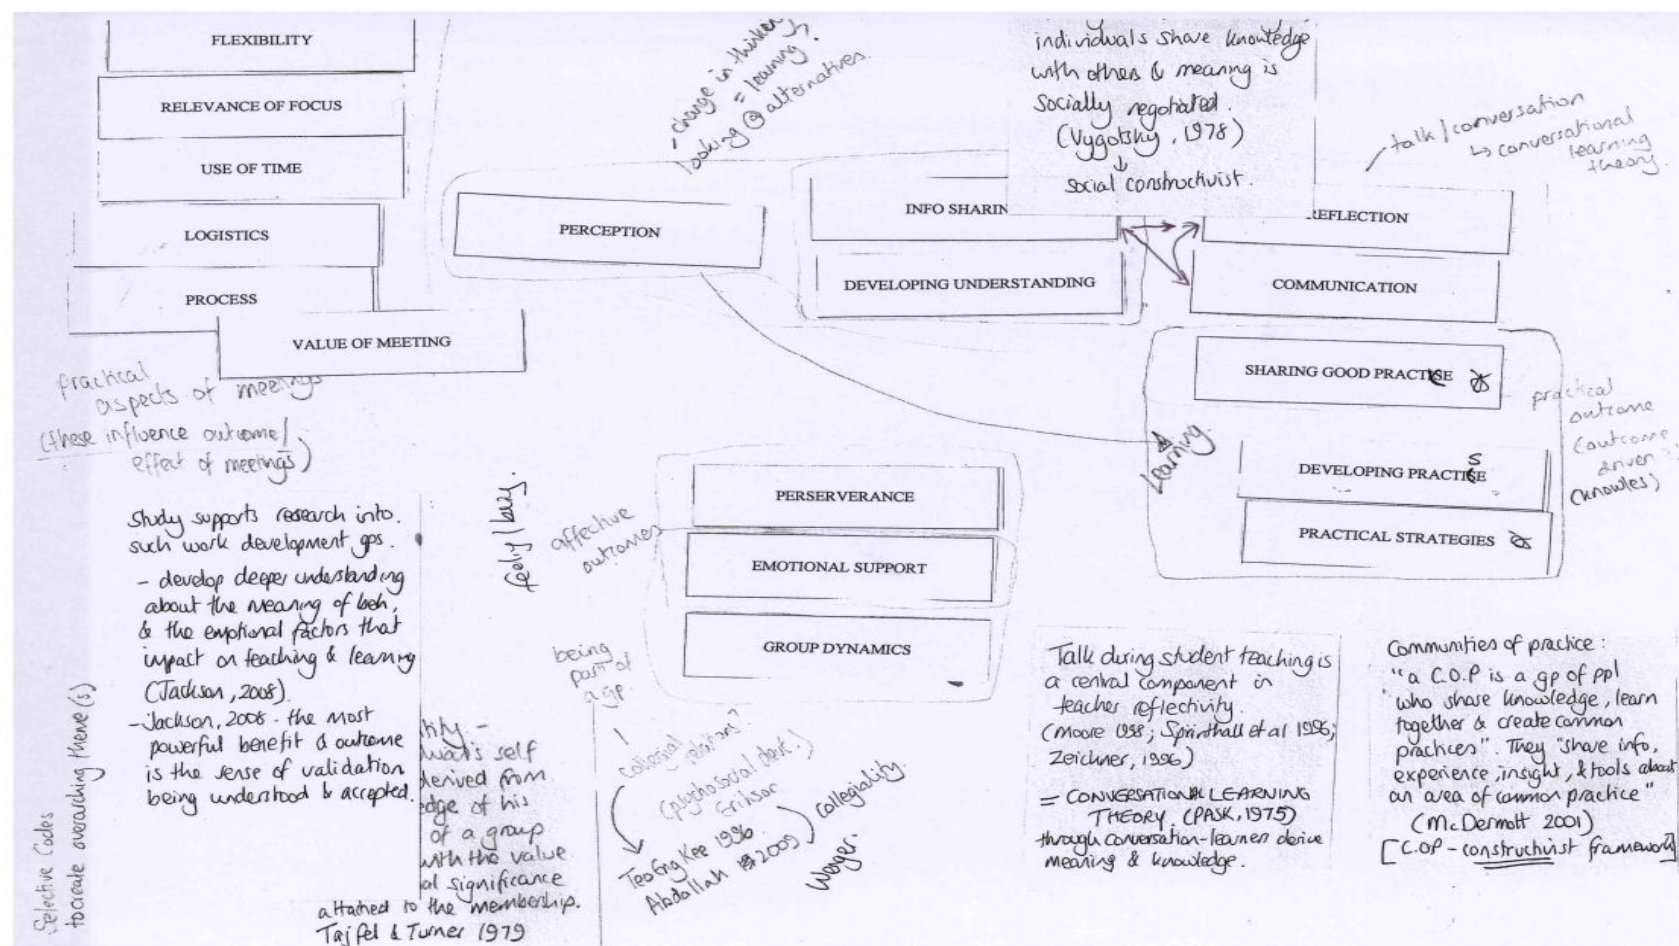 FLEXIBILITY
RELEVANCE OF FOCUS
USE OF TIME
LOGISTICS
PROCESS
VALUE OF MEETING
practical
aspects of meetings
(these influence outcome/
effect of meetings)
- change in thinking
= learning.
looking @ alternatives.
PERCEPTION
individuals share knowledge
with others & meaning is
socially negotiated.
(Vygotsky, 1978)
↓
social constructivist.
INFO SHARIN
DEVELOPING UNDERSTANDING
talk / conversation
↳ conversational
learning
theory.
REFLECTION
COMMUNICATION
SHARING GOOD PRACTICE
DEVELOPING PRACTISE
PRACTICAL STRATEGIES
Learning.
practical
outcome
(outcome
driven
(Knowles)
affective
outcomes
PERSERVERANCE
EMOTIONAL SUPPORT
GROUP DYNAMICS
being
part of
a gp.
Study supports research into.
such work development gps.
- develop deeper understanding
about the meaning of beh,
& the emotional factors that
impact on teaching & learning
(Jackson, 2008).
- Jackson, 2008 - the most
powerful benefit & outcome
is the sense of validation
being understood & accepted.
self
derived from
edge of his
of a group
with the value
al significance
attached to the membership.
Tajfel & Turner 1979
collegial relations?
(psychosocial devt.)
Erikson
Teo Eng Kee 1996
Abdallah 2009
collegiality.
Talk during student teaching is
a central component in
teacher reflectivity.
(Moore 1998; Sprinthall et al 1996;
Zeichner, 1996)
= CONVERSATIONAL LEARNING
THEORY. (PASK, 1975)
through conversation-learners derive
meaning & knowledge.
Communities of practice:
"a C.O.P is a gp of ppl
who share knowledge, learn
together & create common
practices". They "share info,
experience, insight, & tools about
an area of common practice"
(McDermott 2001)
[C.O.P - constructivist framework]
Selective Codes
to create overarching theme(s)